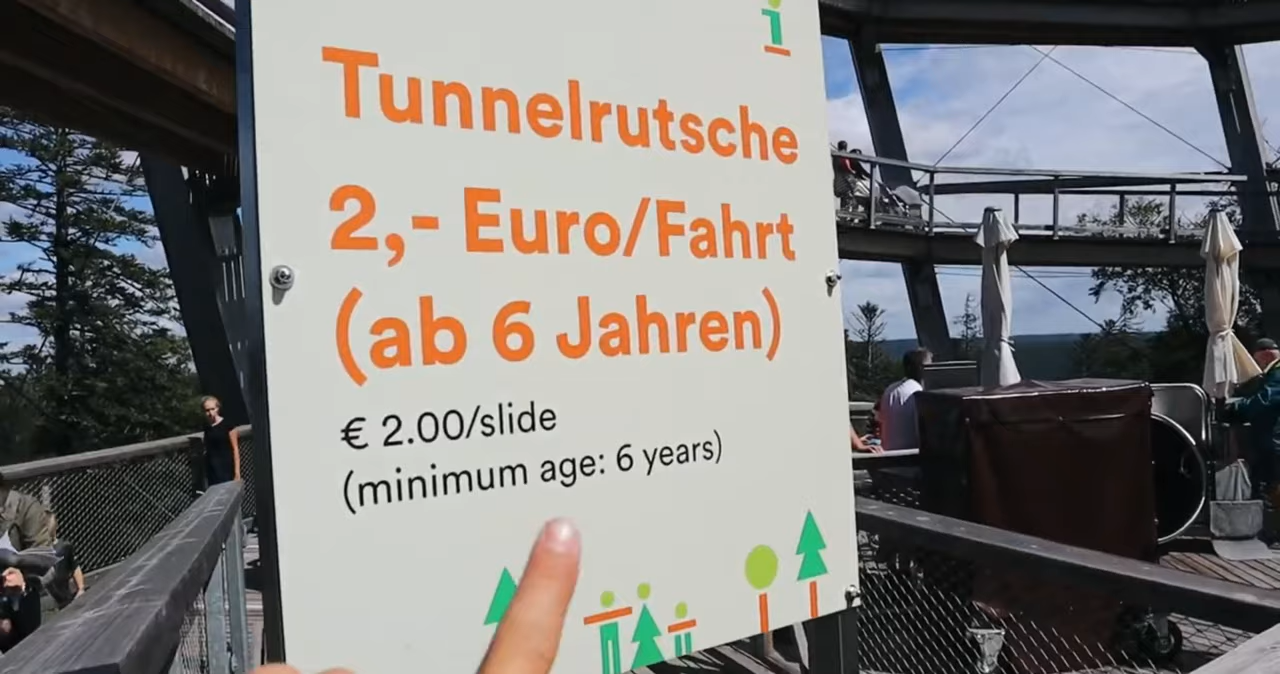 Tunnelrutsche
2,- Euro/Fahrt
(ab 6 Jahren)
€ 2.00/slide
(minimum age: 6 years)